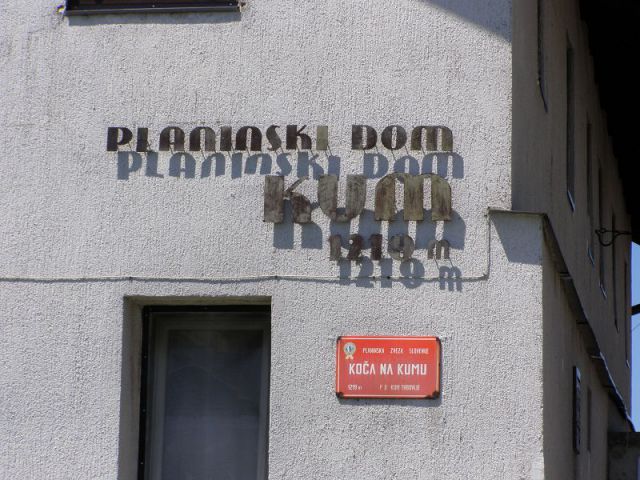 PLANINSKI DOM
KUM
1219 m
PLANINSKA ZVEZA SLOVENIJE
KOČA NA KUMU
1219 m P D KUM TRBOVLJE